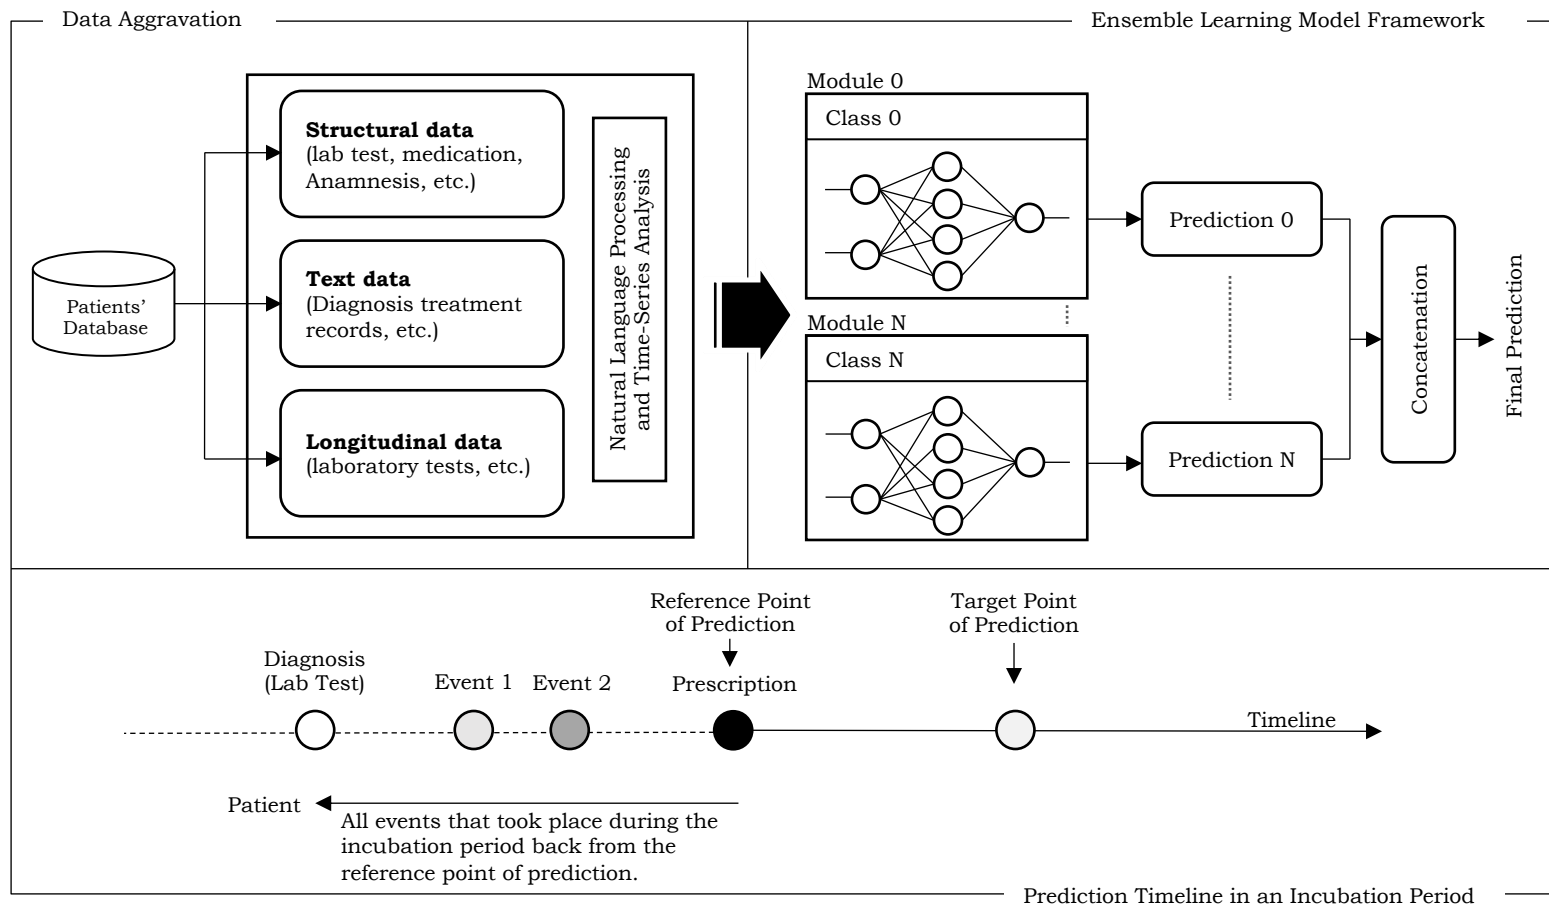 Data Aggravation
Structural data
(lab test, medication,
Anamnesis, etc.)
Text data
(Diagnosis treatment
records, etc.)
Longitudinal data
(laboratory tests, etc.)
Patients’
Database
Natural Language Processing
and Time-Series Analysis
Ensemble Learning Model Framework
Module 0
Class 0
Module N
Class N
Prediction 0
Prediction N
Concatenation
Final Prediction
Reference Point
of Prediction
Target Point
of Prediction
Diagnosis
(Lab Test)
Event 1
Event 2
Prescription
Timeline
Patient
All events that took place during the
incubation period back from the
reference point of prediction.
Prediction Timeline in an Incubation Period